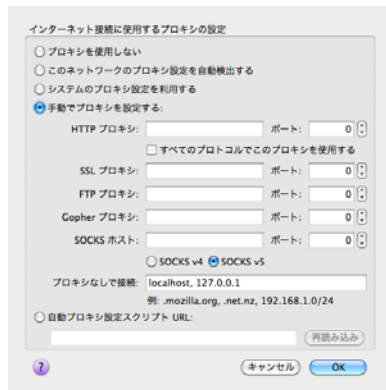 インターネット接続に使用するプロキシの設定
プロキシを使用しない
このネットワークのプロキシ設定を自動検出する
システムのプロキシ設定を利用する
手動でプロキシを設定する:
HTTP プロキシ: ポート: 0
すべてのプロトコルでこのプロキシを使用する
SSL プロキシ: ポート: 0
FTP プロキシ: ポート: 0
Gopher プロキシ: ポート: 0
SOCKS ホスト: ポート: 0
SOCKS v4 SOCKS v5
プロキシなしで接続: localhost, 127.0.0.1
例: .mozilla.org, .net.nz, 192.168.1.0/24
自動プロキシ設定スクリプト URL:
再読み込み
? キャンセル OK